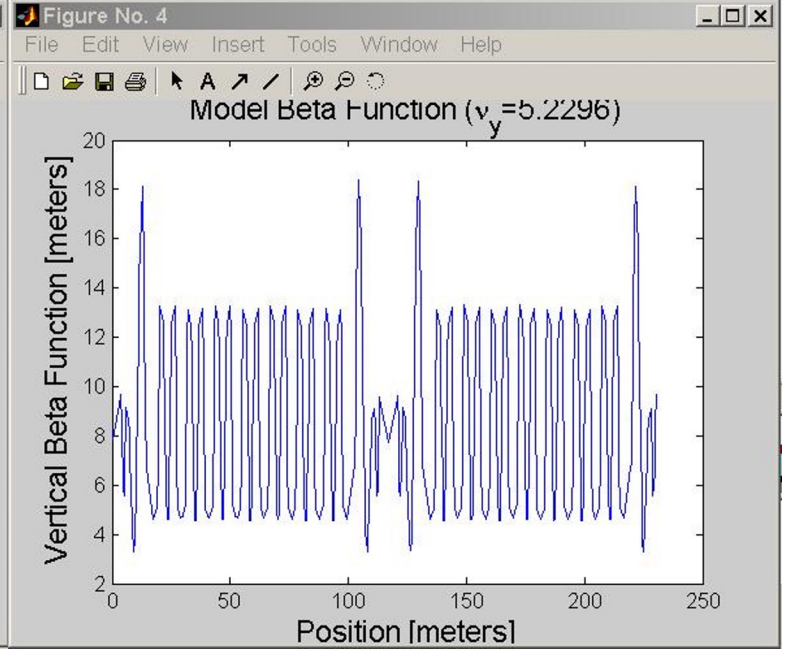 Figure No. 4
File Edit View Insert Tools Window Help
A
Model Beta Function (νy=5.2296)
20
18
16
14
12
10
8
6
4
2
Vertical Beta Function [meters]
0 50 100 150 200 250
Position [meters]